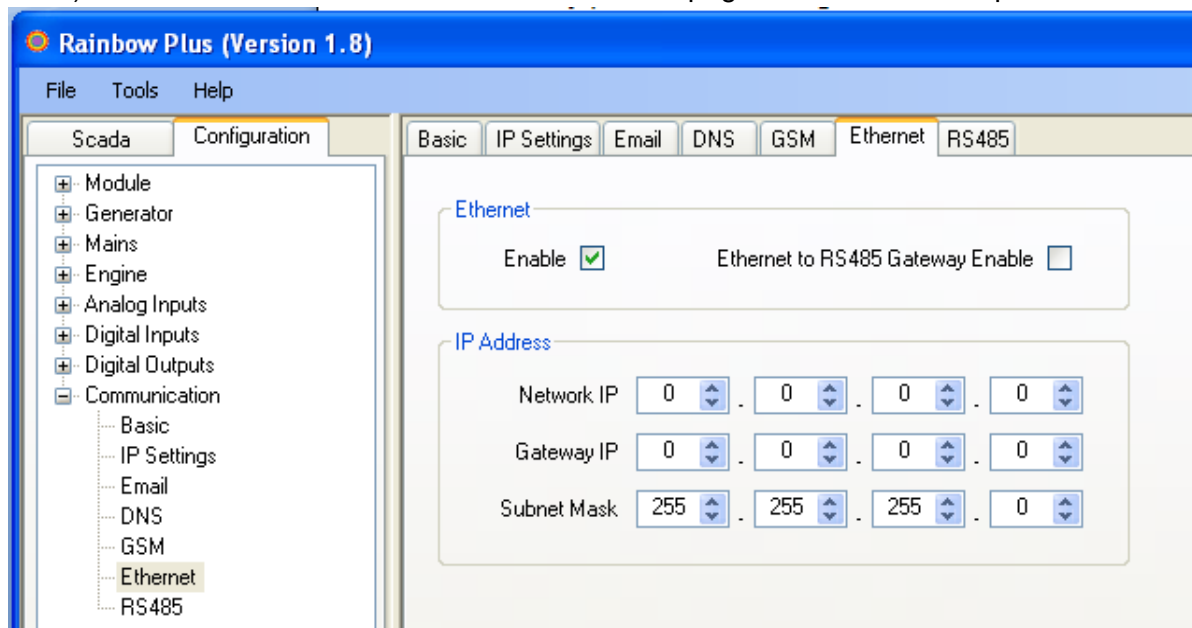 Rainbow Plus (Version 1.8)
File Tools Help
Scada Configuration
Module
Generator
Mains
Engine
Analog Inputs
Digital Inputs
Digital Outputs
Communication
Basic
IP Settings
Email
DNS
GSM
Ethernet
RS485
Basic IP Settings Email DNS GSM Ethernet RS485
Ethernet
Enable Ethernet to RS485 Gateway Enable
IP Address
Network IP 0 . 0 . 0 . 0
Gateway IP 0 . 0 . 0 . 0
Subnet Mask 255 . 255 . 255 . 0